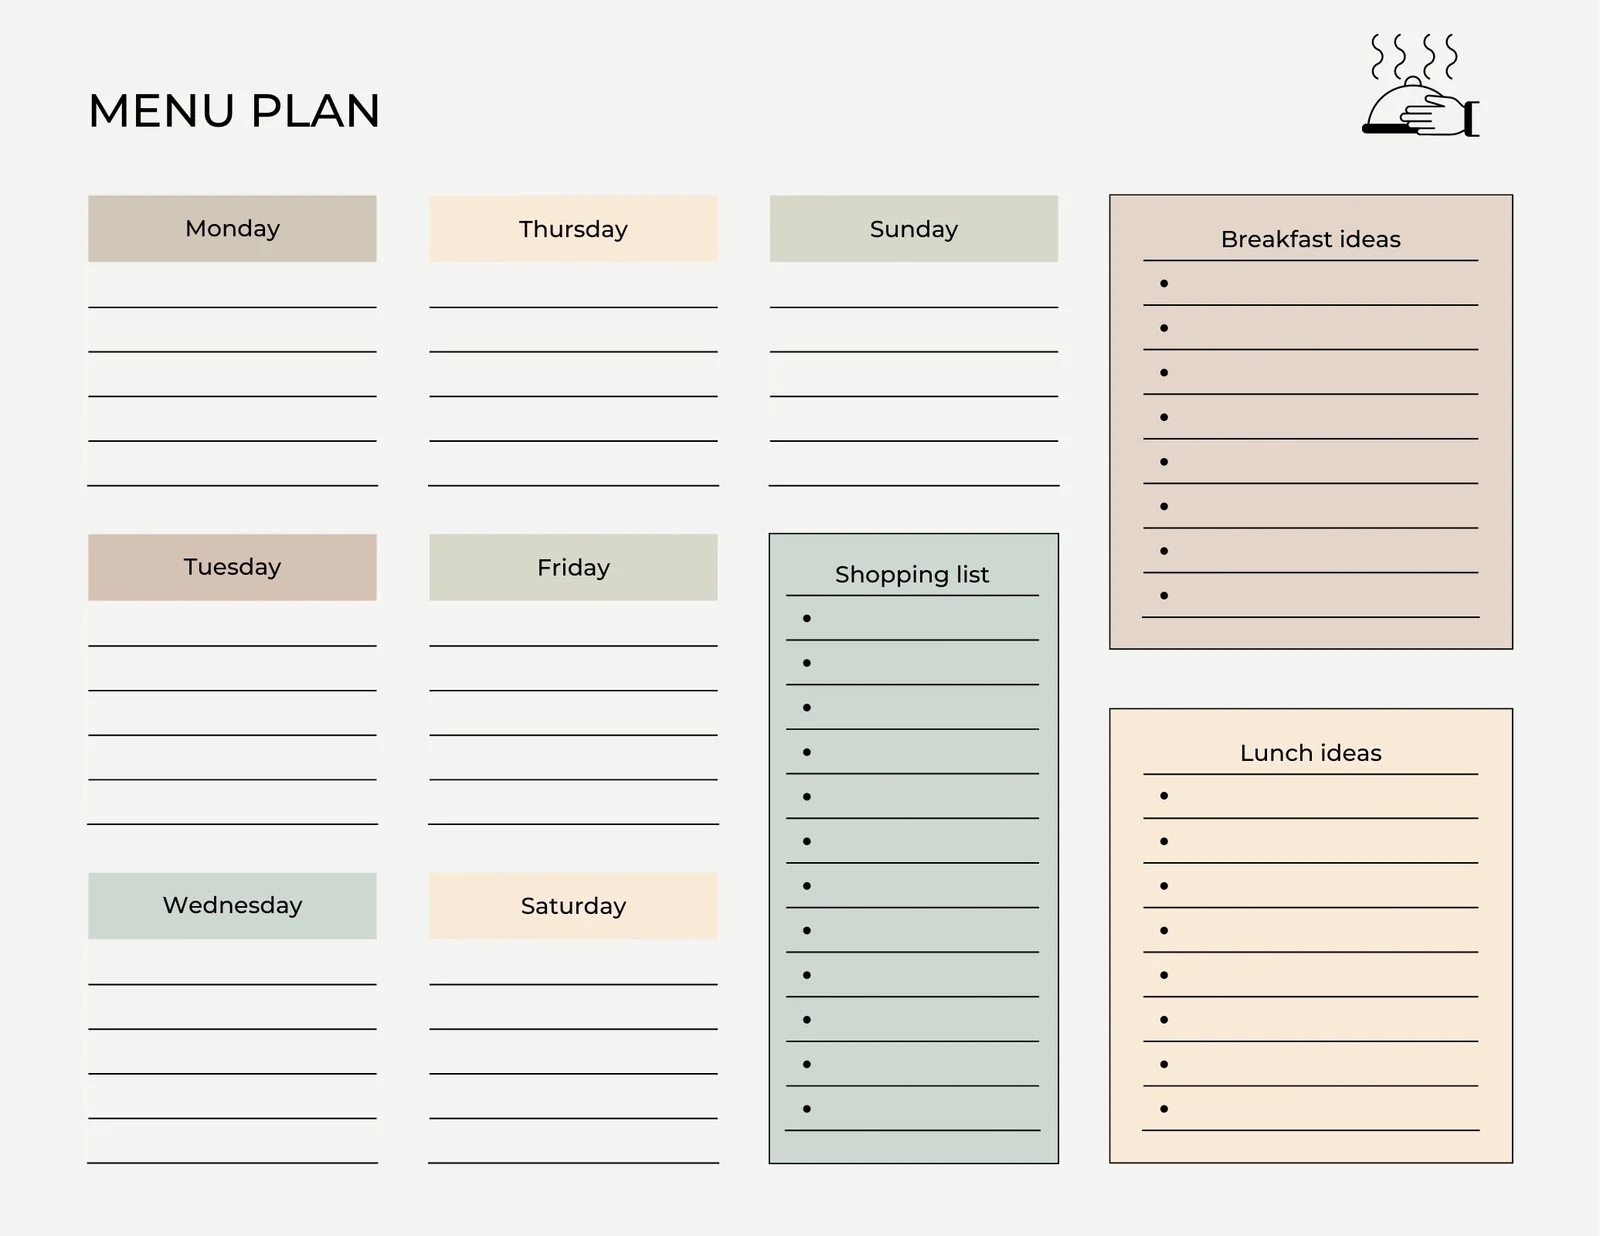 MENU PLAN
Monday
Thursday
Sunday
Breakfast ideas
Tuesday
Friday
Shopping list
Lunch ideas
Wednesday
Saturday